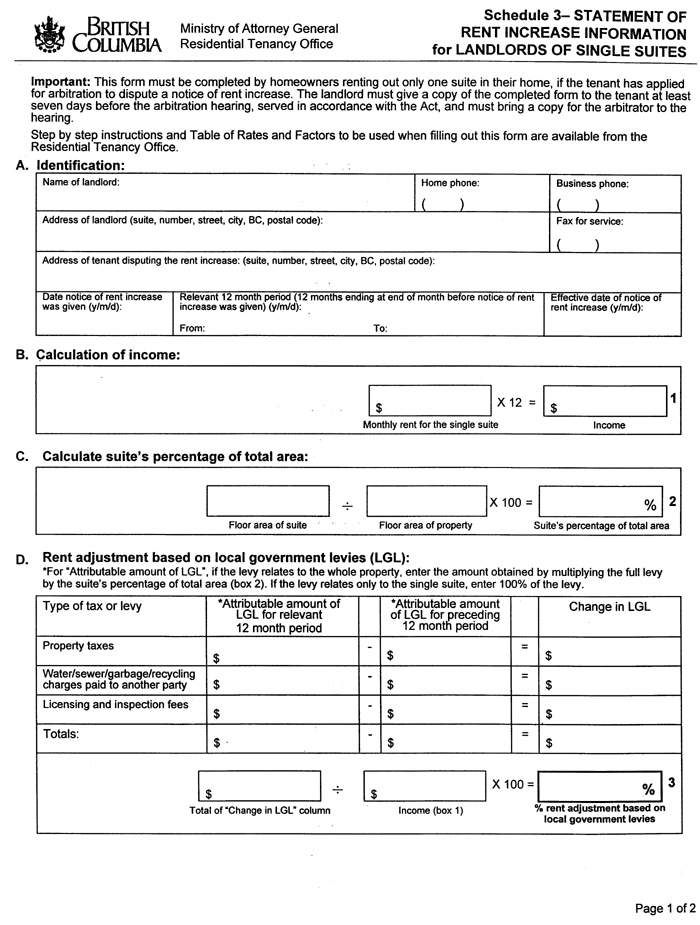 BRITISH
COLUMBIA
Ministry of Attorney General
Residential Tenancy Office
Schedule 3– STATEMENT OF
RENT INCREASE INFORMATION
for LANDLORDS OF SINGLE SUITES
Important: This form must be completed by homeowners renting out only one suite in their home, if the tenant has applied
for arbitration to dispute a notice of rent increase. The landlord must give a copy of the completed form to the tenant at least
seven days before the arbitration hearing, served in accordance with the Act, and must bring a copy for the arbitrator to the
hearing.
Step by step instructions and Table of Rates and Factors to be used when filling out this form are available from the
Residential Tenancy Office.
A. Identification:
Name of landlord: Home phone: Business phone:
( ) ( )
Address of landlord (suite, number, street, city, BC, postal code): Fax for service:
( )
Address of tenant disputing the rent increase: (suite, number, street, city, BC, postal code):
Date notice of rent increase Relevant 12 month period (12 months ending at end of month before notice of rent Effective date of notice of
was given (y/m/d): increase was given) (y/m/d): rent increase (y/m/d):
From: To:
B. Calculation of income:
$ X 12 = $ 1
Monthly rent for the single suite Income
C. Calculate suite's percentage of total area:
÷ X 100 = % 2
Floor area of suite Floor area of property Suite's percentage of total area
D. Rent adjustment based on local government levies (LGL):
*For "Attributable amount of LGL", if the levy relates to the whole property, enter the amount obtained by multiplying the full levy
by the suite's percentage of total area (box 2). If the levy relates only to the single suite, enter 100% of the levy.
Type of tax or levy *Attributable amount of *Attributable amount Change in LGL
LGL for relevant of LGL for preceding
12 month period 12 month period
Property taxes $ - $ = $
Water/sewer/garbage/recycling
charges paid to another party $ - $ = $
Licensing and inspection fees $ - $ = $
Totals: $ - $ = $
$ ÷ $ X 100 = % 3
Total of "Change in LGL" column Income (box 1) % rent adjustment based on
local government levies
Page 1 of 2